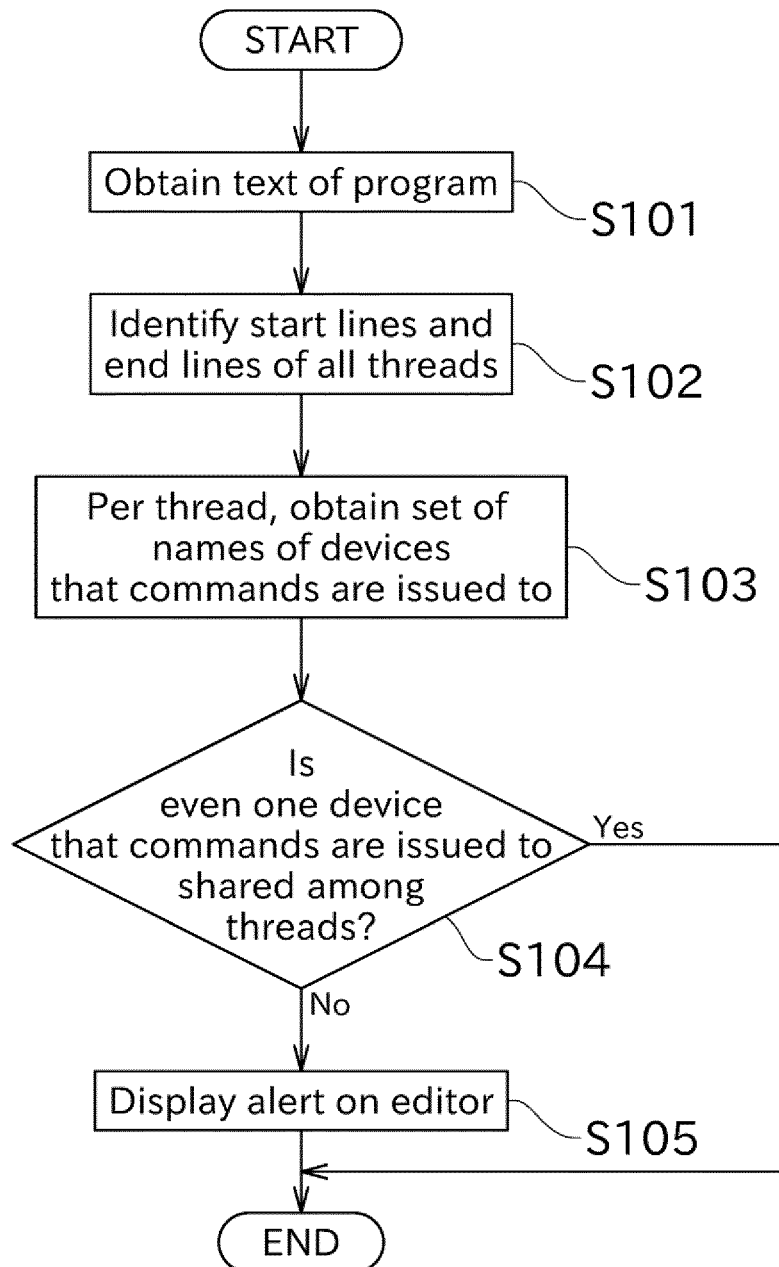 START
Obtain text of program
S101
Identify start lines and
end lines of all threads
S102
Per thread, obtain set of
names of devices
that commands are issued to
S103
Is
even one device
that commands are issued to
shared among
threads?
Yes
S104
No
Display alert on editor
S105
END